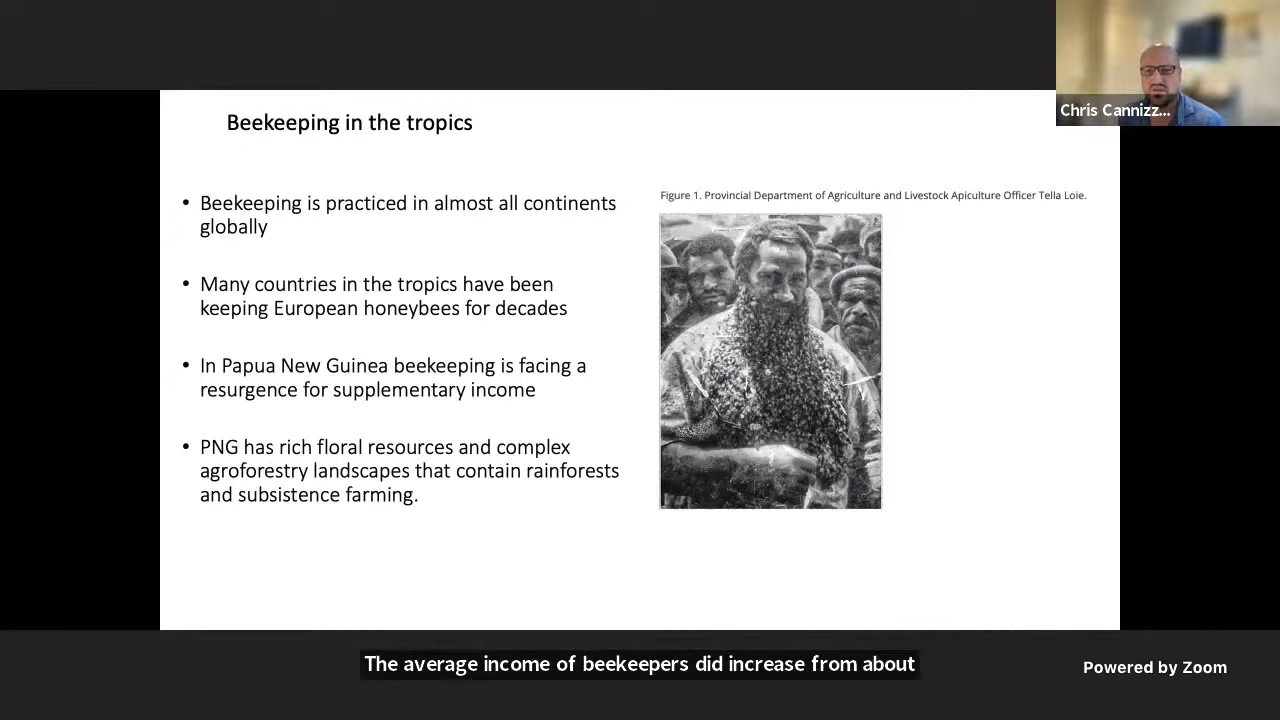 Chris Cannizz...
Beekeeping in the tropics
• Beekeeping is practiced in almost all continents
globally
• Many countries in the tropics have been
keeping European honeybees for decades
• In Papua New Guinea beekeeping is facing a
resurgence for supplementary income
• PNG has rich floral resources and complex
agroforestry landscapes that contain rainforests
and subsistence farming.
Figure 1. Provincial Department of Agriculture and Livestock Apiculture Officer Tella Loie.
The average income of beekeepers did increase from about
Powered by Zoom